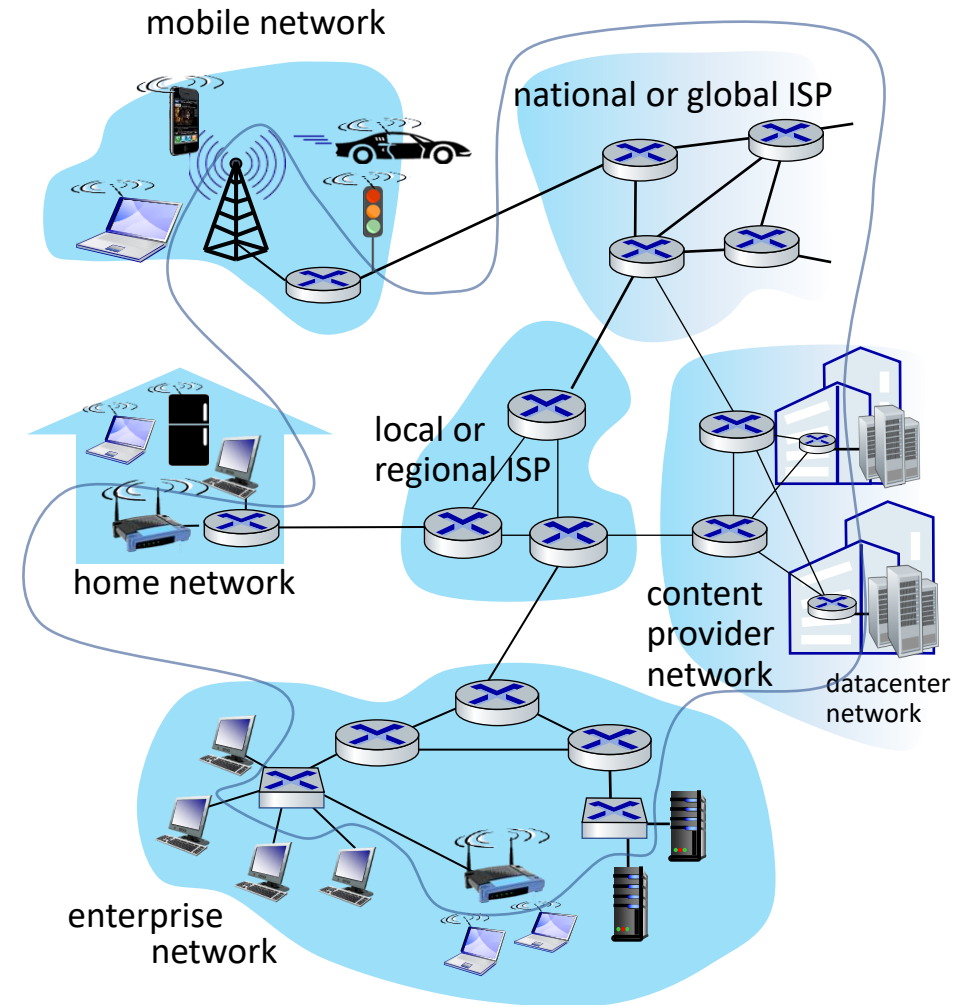 mobile network
national or global ISP
local or
regional ISP
home network
content
provider
network
datacenter
network
enterprise
network